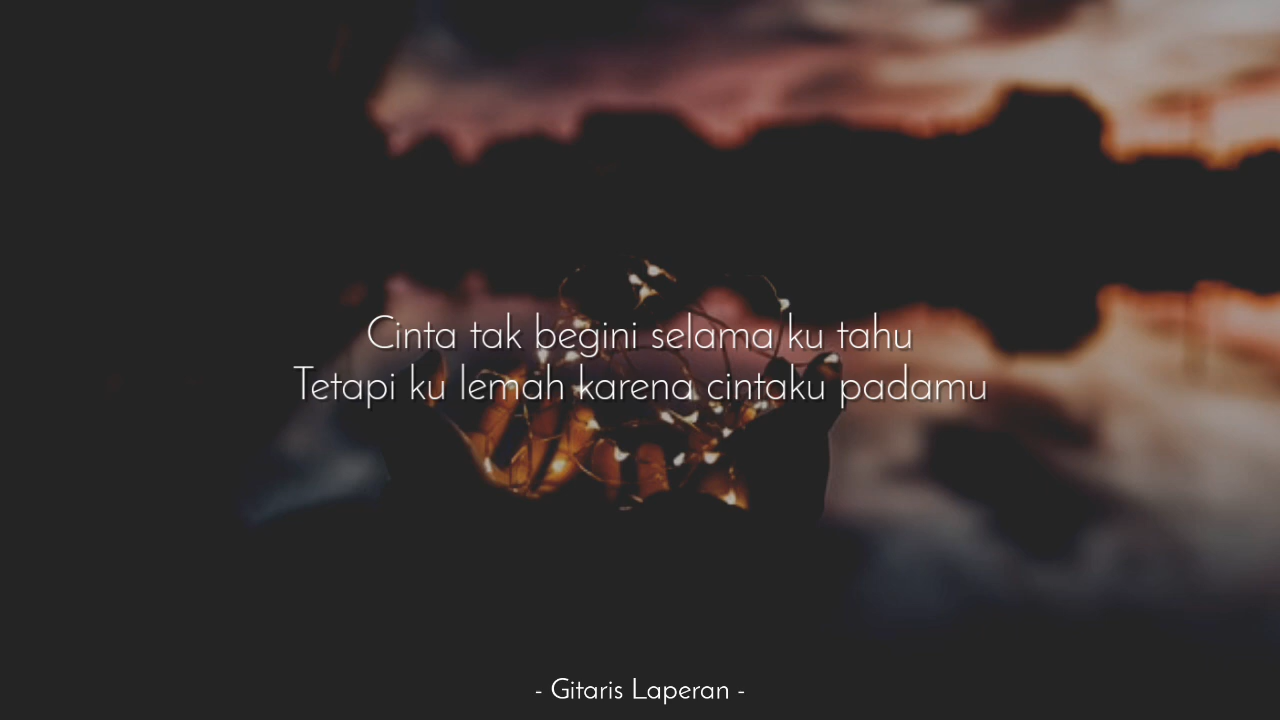 Cinta tak begini selama ku tahu
Tetapi ku lemah karena cintaku padamu
- Gitaris Laperan -